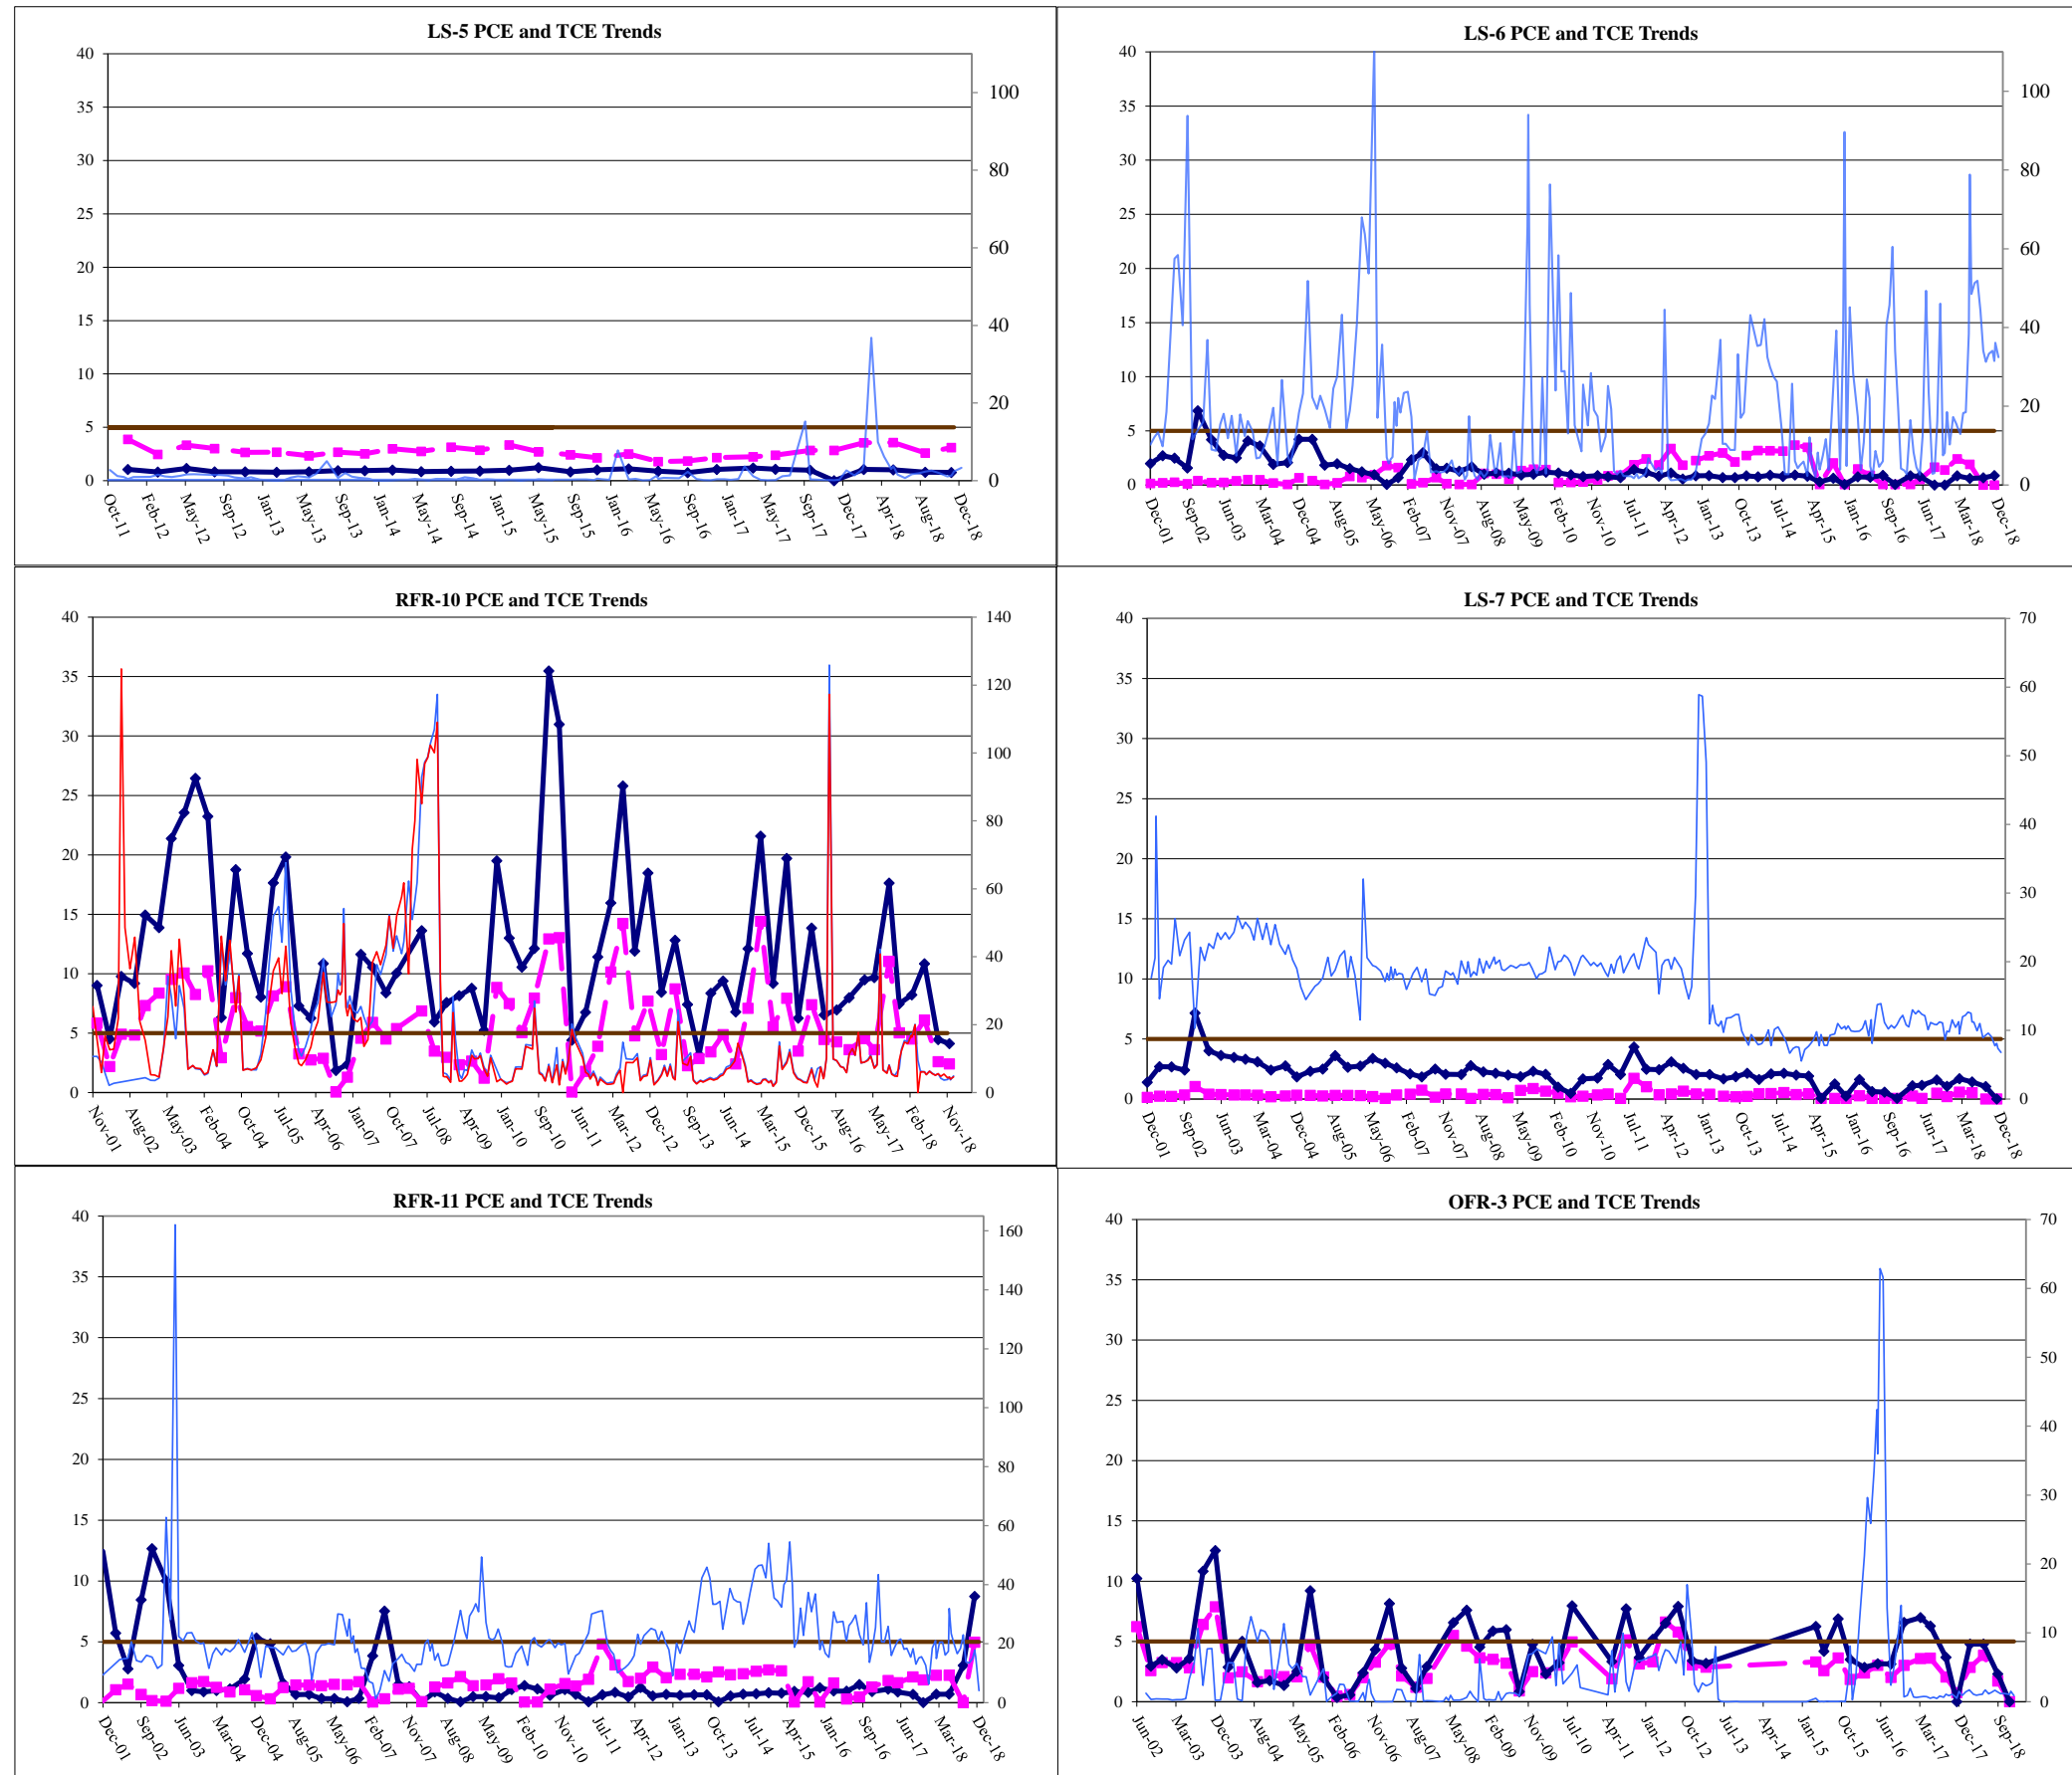 LS-5 PCE and TCE Trends
40
35
30
25
20
15
10
5
0
100
80
60
40
20
0
Oct-11
Feb-12
May-12
Sep-12
Jan-13
May-13
Sep-13
Jan-14
May-14
Sep-14
Jan-15
May-15
Sep-15
Jan-16
May-16
Sep-16
Jan-17
May-17
Sep-17
Dec-17
Apr-18
Aug-18
Dec-18
LS-6 PCE and TCE Trends
40
35
30
25
20
15
10
5
0
100
80
60
40
20
0
Dec-01
Sep-02
Jun-03
Mar-04
Dec-04
Aug-05
May-06
Feb-07
Nov-07
Aug-08
May-09
Feb-10
Nov-10
Jul-11
Apr-12
Jan-13
Oct-13
Jul-14
Apr-15
Jan-16
Sep-16
Jun-17
Mar-18
Dec-18
RFR-10 PCE and TCE Trends
40
35
30
25
20
15
10
5
0
140
120
100
80
60
40
20
0
Nov-01
Aug-02
May-03
Feb-04
Oct-04
Jul-05
Apr-06
Jan-07
Oct-07
Jul-08
Apr-09
Jan-10
Sep-10
Jun-11
Mar-12
Dec-12
Sep-13
Jun-14
Mar-15
Dec-15
Aug-16
May-17
Feb-18
Nov-18
LS-7 PCE and TCE Trends
40
35
30
25
20
15
10
5
0
70
60
50
40
30
20
10
0
Dec-01
Sep-02
Jun-03
Mar-04
Dec-04
Aug-05
May-06
Feb-07
Nov-07
Aug-08
May-09
Feb-10
Nov-10
Jul-11
Apr-12
Jan-13
Oct-13
Jul-14
Apr-15
Jan-16
Sep-16
Jun-17
Mar-18
Dec-18
RFR-11 PCE and TCE Trends
40
35
30
25
20
15
10
5
0
160
140
120
100
80
60
40
20
0
Dec-01
Sep-02
Jun-03
Mar-04
Dec-04
Aug-05
May-06
Feb-07
Nov-07
Aug-08
May-09
Feb-10
Nov-10
Jul-11
Apr-12
Jan-13
Oct-13
Jul-14
Apr-15
Jan-16
Sep-16
Jun-17
Mar-18
Dec-18
OFR-3 PCE and TCE Trends
40
35
30
25
20
15
10
5
0
70
60
50
40
30
20
10
0
Jun-02
Mar-03
Dec-03
Aug-04
May-05
Feb-06
Nov-06
Aug-07
May-08
Feb-09
Nov-09
Jul-10
Apr-11
Jan-12
Oct-12
Jul-13
Apr-14
Jan-15
Oct-15
Jun-16
Mar-17
Dec-17
Sep-18